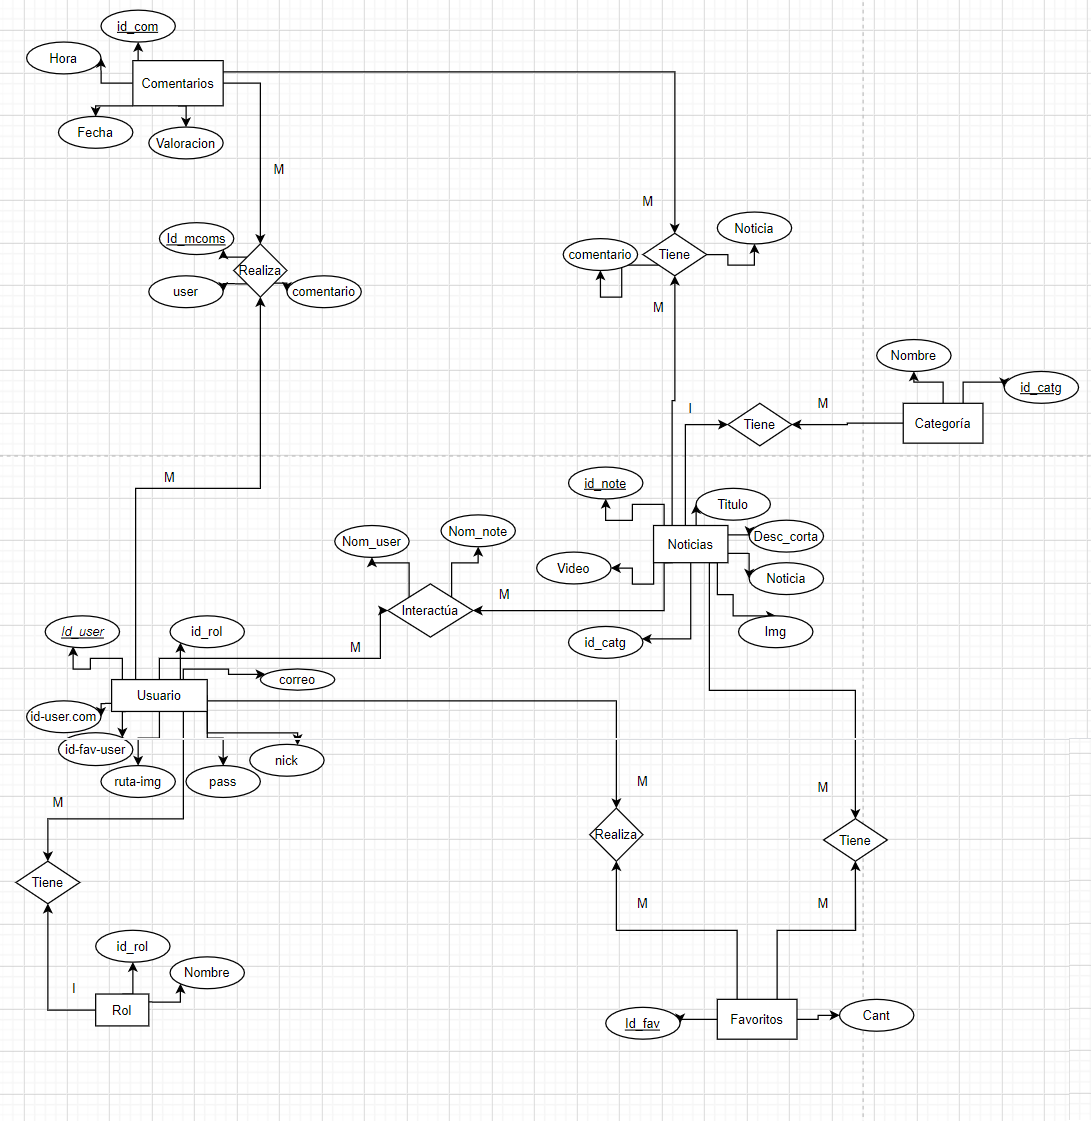 id_com
Hora
Comentarios
Fecha
Valoracion
M
M
Id_mcoms
Noticia
comentario
Tiene
Realiza
user
comentario
M
Nombre
id_catg
I
M
Tiene
Categoría
M
id_note
Titulo
Nom_user
Nom_note
Noticias
Desc_corta
Video
Noticia
M
Interactúa
Id_user
id_rol
Img
id_catg
M
correo
Usuario
id-user.com
id-fav-user
nick
ruta-img
pass
M
M
M
Realiza
Tiene
Tiene
M
M
id_rol
Nombre
I
Rol
Id_fav
Favoritos
Cant